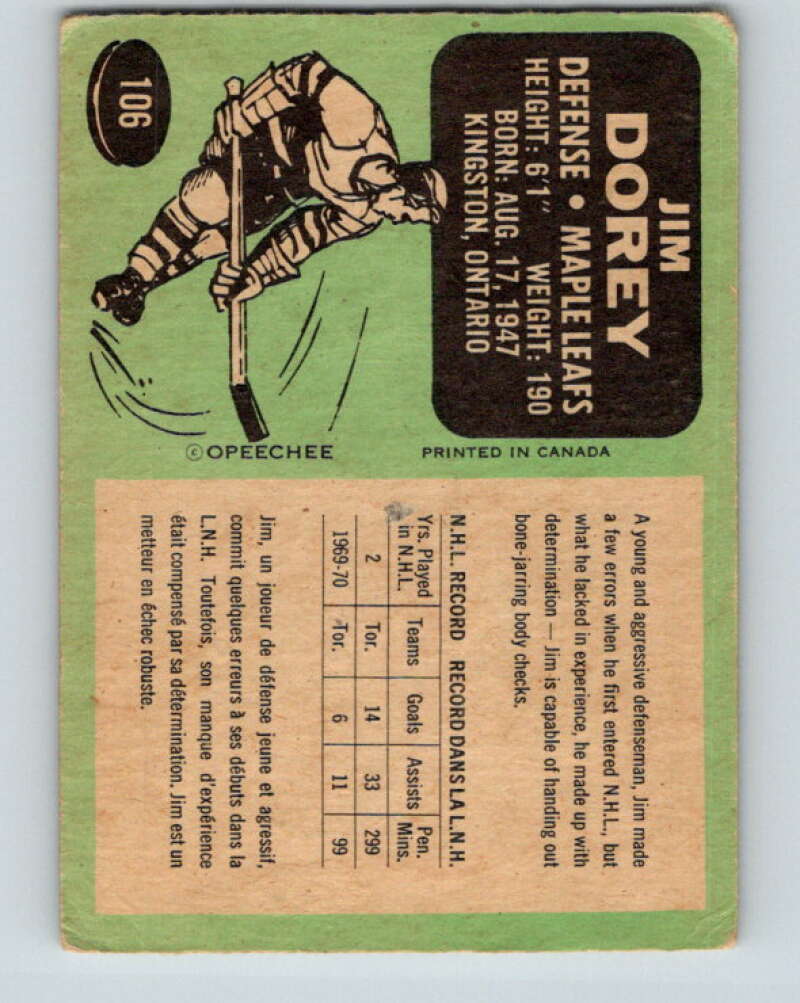 JIM
DOREY
DEFENSE • MAPLE LEAFS
HEIGHT: 6'1" WEIGHT: 190
BORN: AUG. 17, 1947
KINGSTON, ONTARIO
106
©OPEECHEE
PRINTED IN CANADA
A young and aggressive defenseman, Jim made
a few errors when he first entered N.H.L., but
what he lacked in experience, he made up with
determination — Jim is capable of handing out
bone-jarring body checks.
N.H.L. RECORD RECORD DANS LA L.N.H.
Yrs. Played in N.H.L. Teams Goals Assists Pen. Mins.
2 Tor. 14 33 299
1969-70 Tor. 6 11 99
Jim, un joueur de défense jeune et agressif,
commit quelques erreurs à ses débuts dans la
L.N.H. Toutefois, son manque d'expérience
était compensé par sa détermination. Jim est un
metteur en échec robuste.